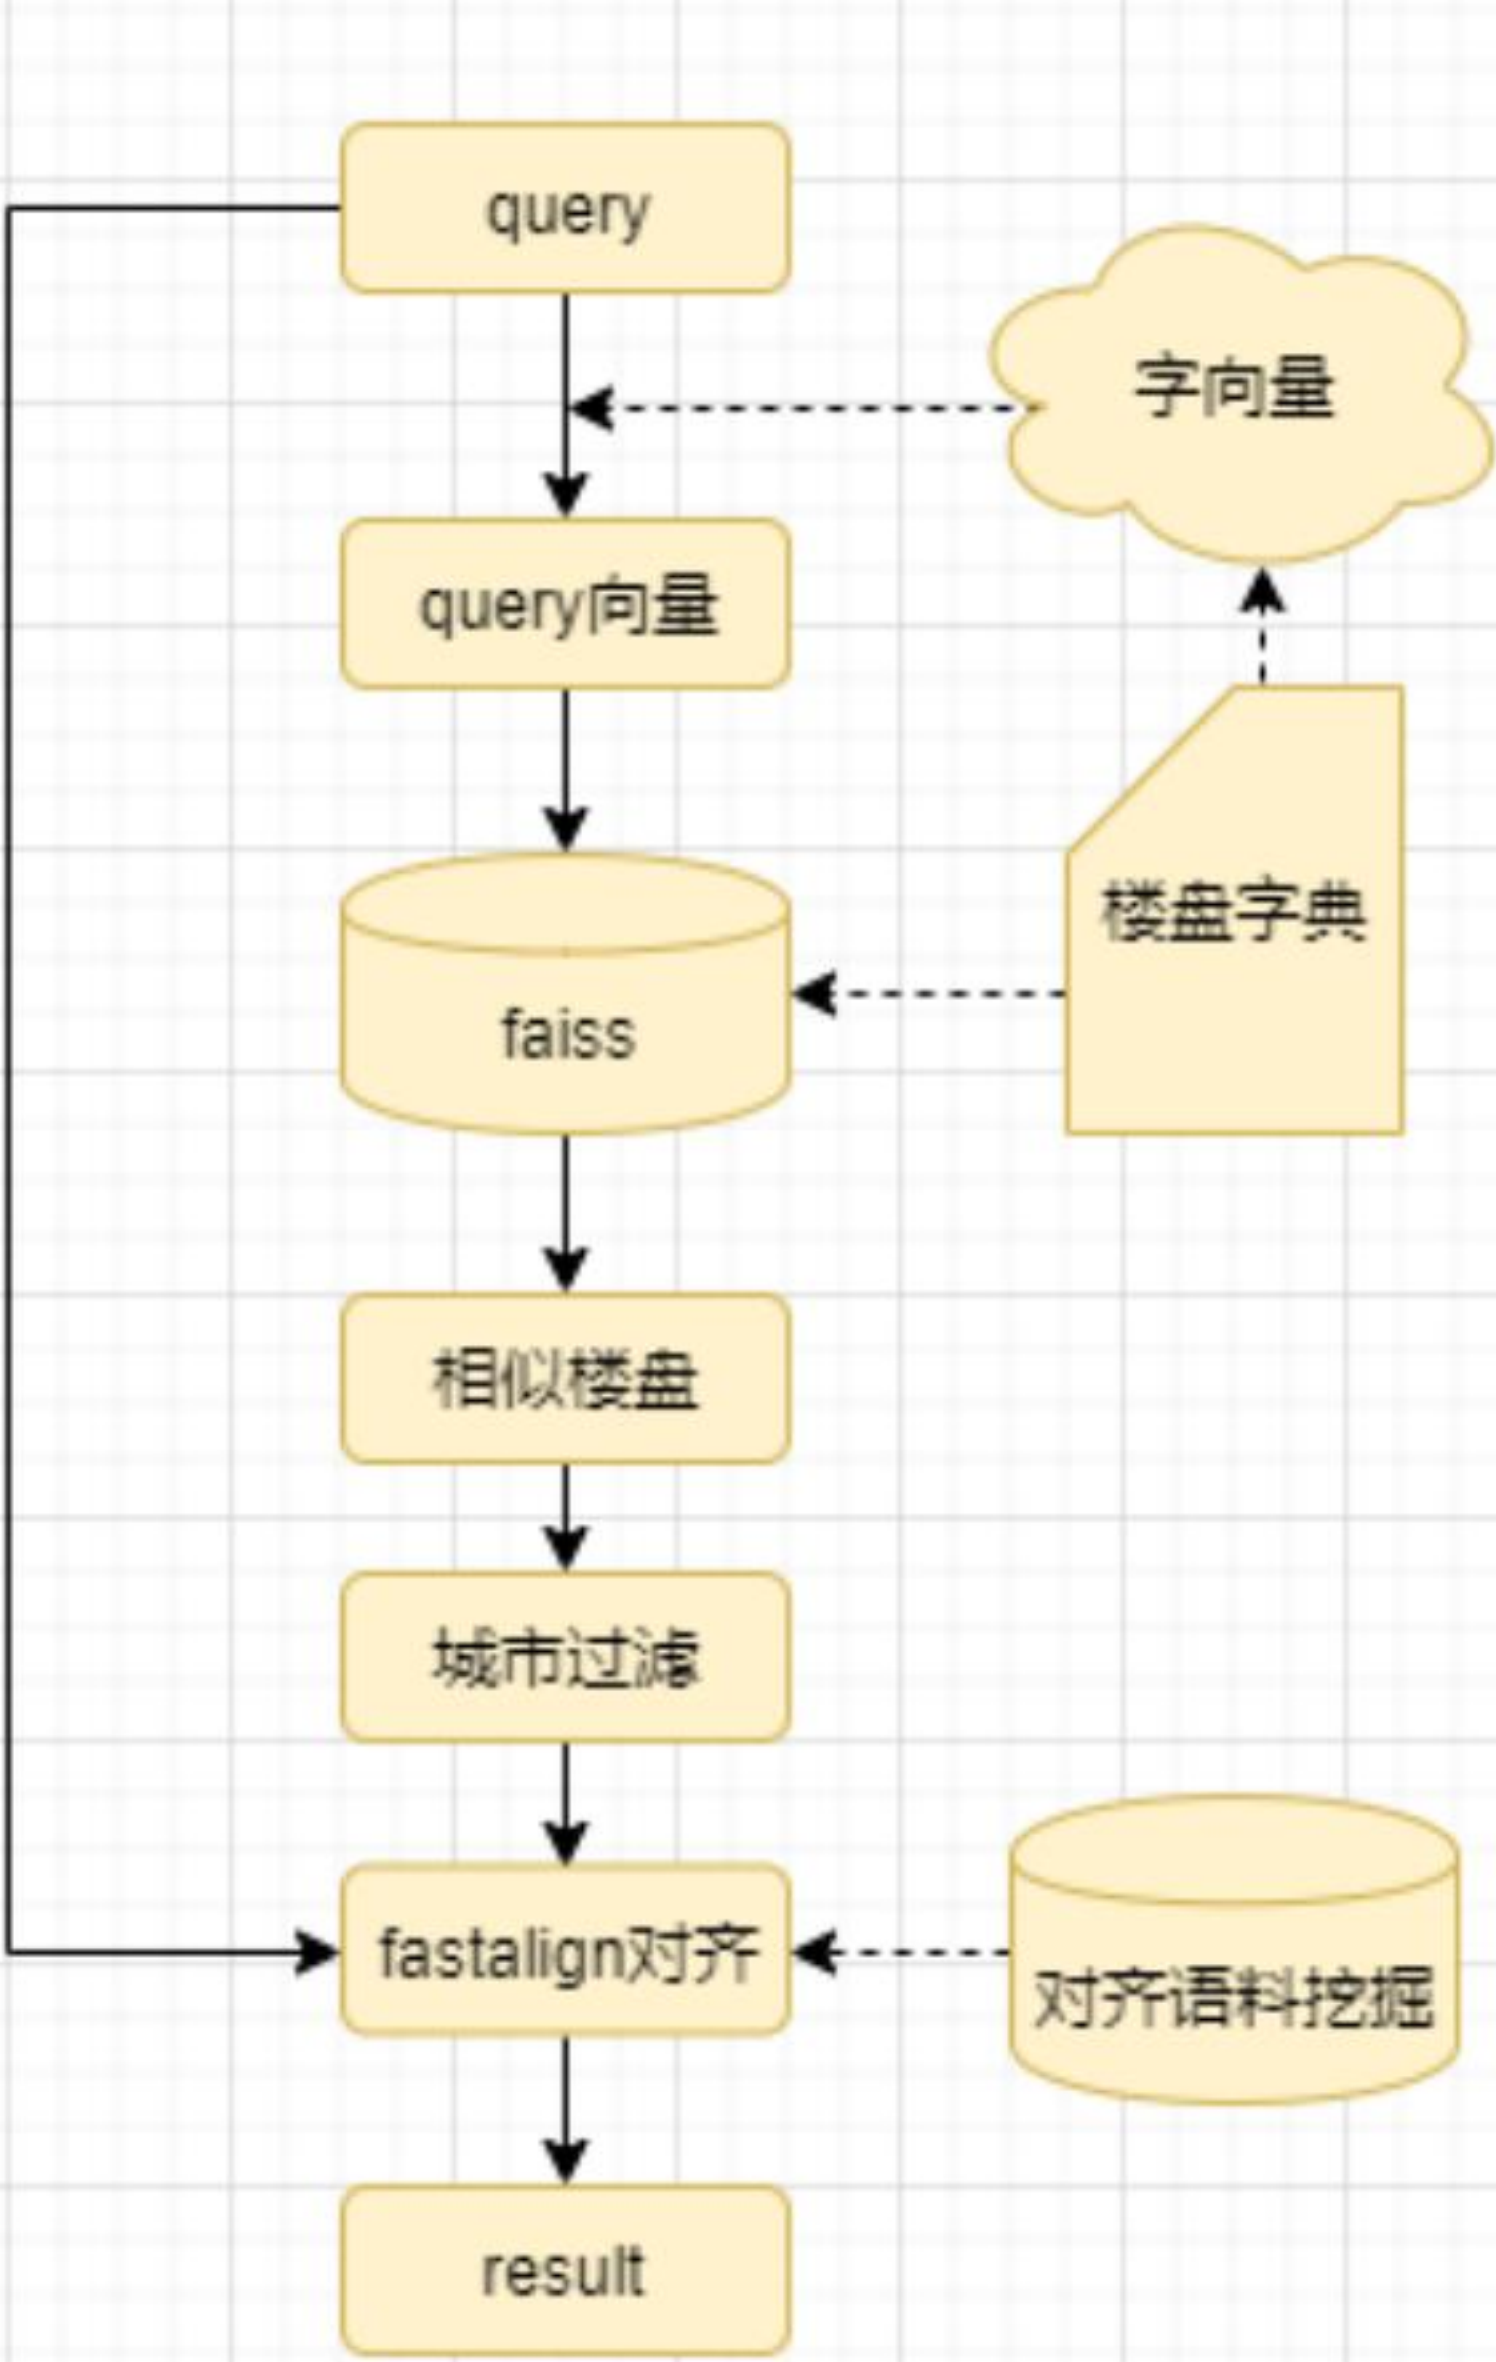 query
字向量
query向量
楼盘字典
faiss
相似楼盘
城市过滤
fastalign对齐
对齐语料挖掘
result